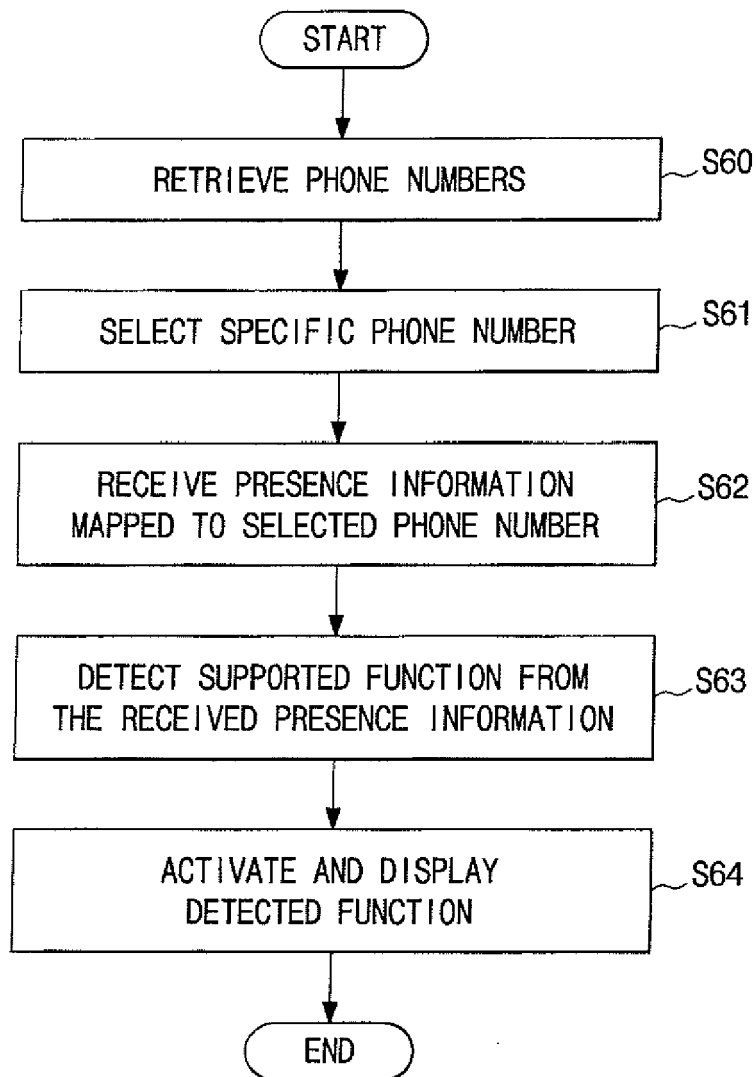 START
RETRIEVE PHONE NUMBERS
S60
SELECT SPECIFIC PHONE NUMBER
S61
RECEIVE PRESENCE INFORMATION
MAPPED TO SELECTED PHONE NUMBER
S62
DETECT SUPPORTED FUNCTION FROM
THE RECEIVED PRESENCE INFORMATION
S63
ACTIVATE AND DISPLAY
DETECTED FUNCTION
S64
END